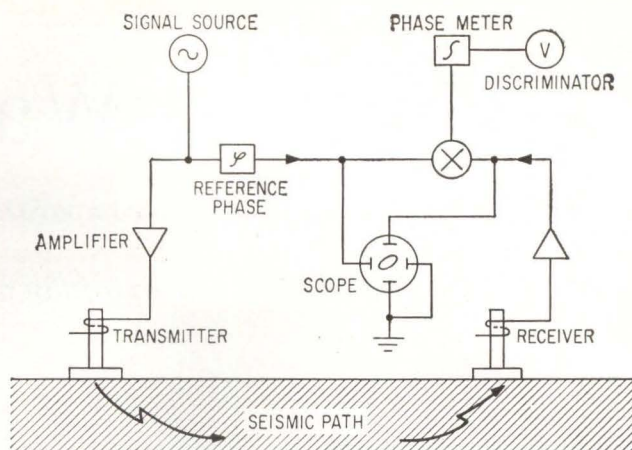 SIGNAL SOURCE
PHASE METER
∫
V
DISCRIMINATOR
φ
REFERENCE
PHASE
AMPLIFIER
SCOPE
TRANSMITTER
RECEIVER
SEISMIC PATH